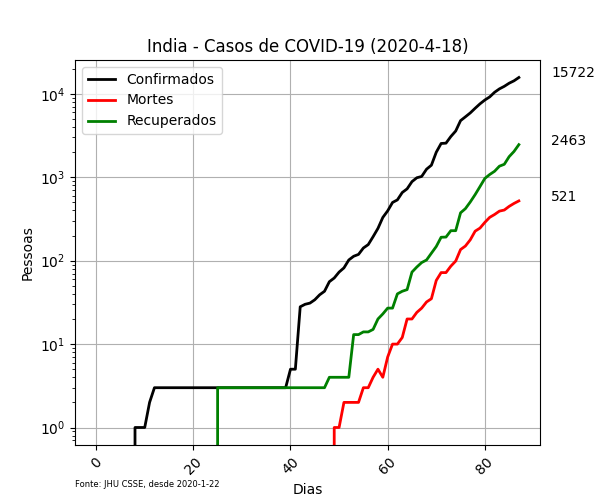 India - Casos de COVID-19 (2020-4-18)
Confirmados
Mortes
Recuperados
15722
2463
521
10^4
10^3
10^2
10^1
10^0
Pessoas
0 20 40 60 80
Fonte: JHU CSSE, desde 2020-1-22
Dias